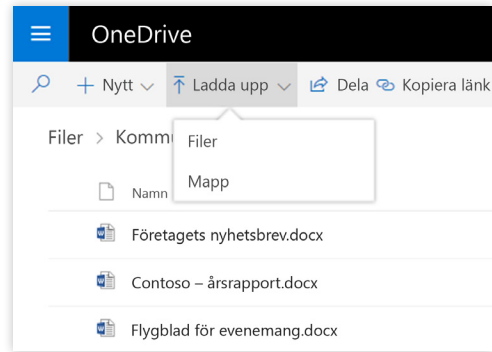 OneDrive
Nytt Ladda upp Dela Kopiera länk
Filer >
Filer
Mapp
Namn
Företagets nyhetsbrev.docx
Contoso – årsrapport.docx
Flygblad för evenemang.docx